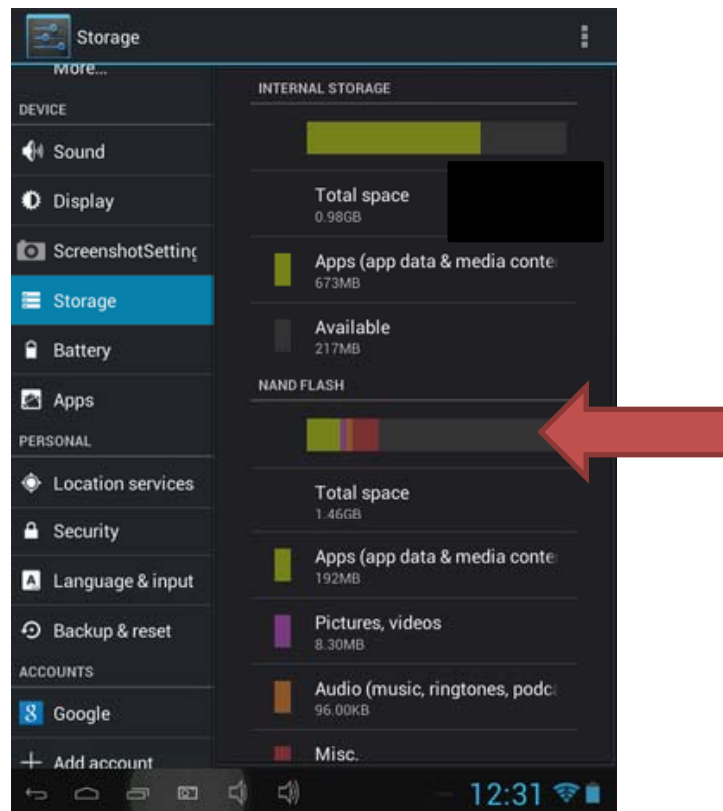 Storage
More...
DEVICE
Sound
Display
ScreenshotSetting
Storage
Battery
Apps
PERSONAL
Location services
Security
A Language & input
Backup & reset
ACCOUNTS
8 Google
Add account
INTERNAL STORAGE
Total space
0.98GB
Apps (app data & media conte
673MB
Available
217MB
NAND FLASH
Total space
1.46GB
Apps (app data & media conte
192MB
Pictures, videos
8.30MB
Audio (music, ringtones, podc
96.00KB
Misc.
12:31